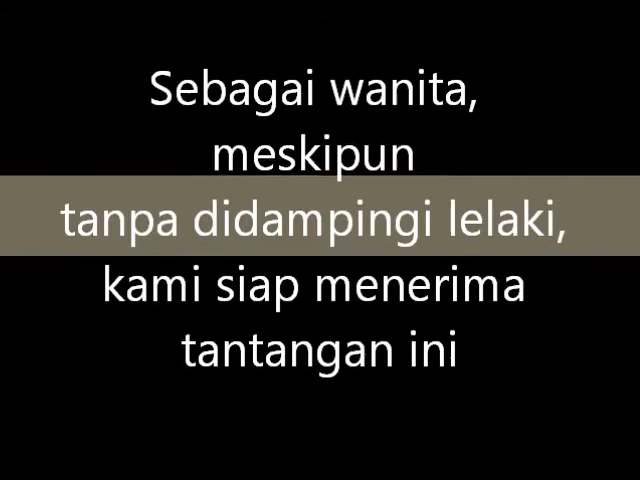 Sebagai wanita,
meskipun
tanpa didampingi lelaki,
kami siap menerima
tantangan ini